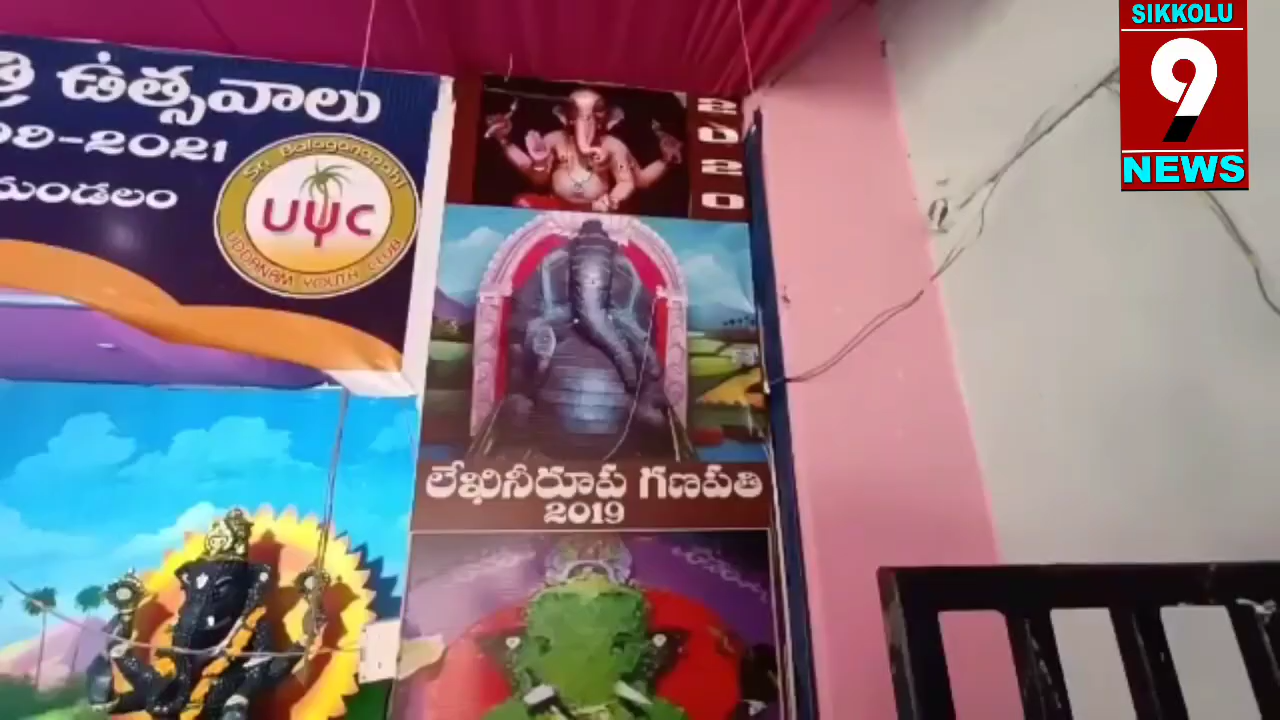 SIKKOLU
9
NEWS
ఉత్సవాలు
-2021
మండలం
Sri Balaganapathi
UYC
UDDANAM YOUTH CLUB
2020
లేఖినీరూప గణపతి
2019